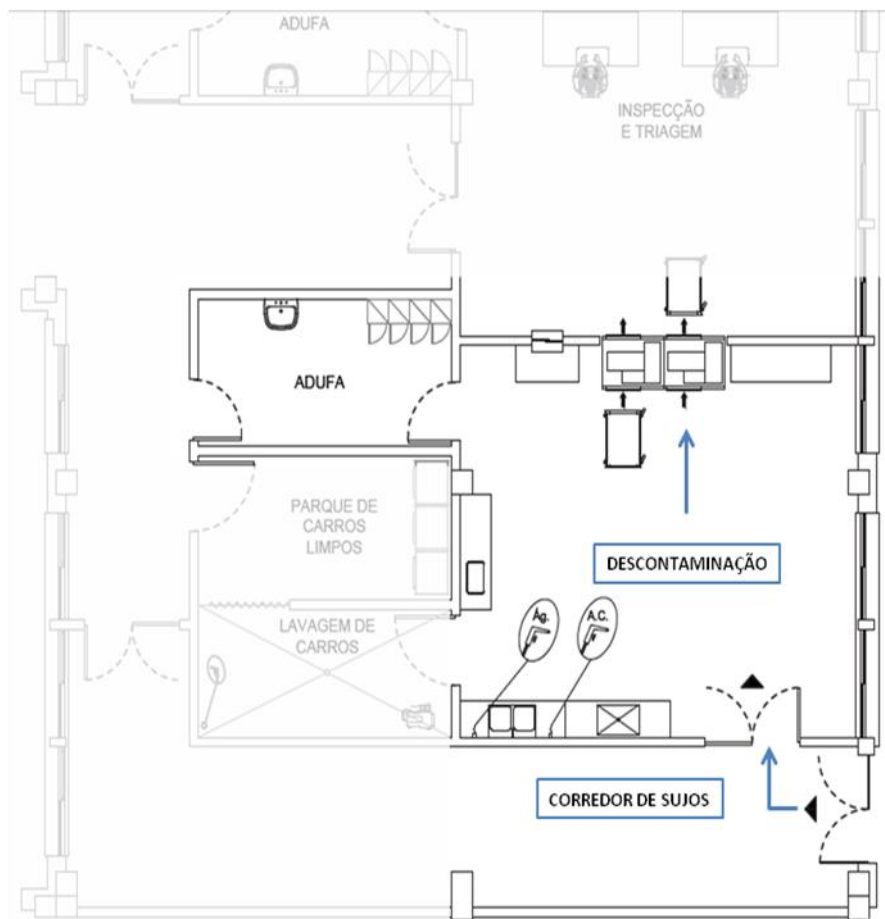 ADUFA
INSPECÇÃO
E TRIAGEM
ADUFA
PARQUE DE
CARROS
LIMPOS
DESCONTAMINAÇÃO
LAVAGEM DE
CARROS
Ág.
A.C.
CORREDOR DE SUJOS